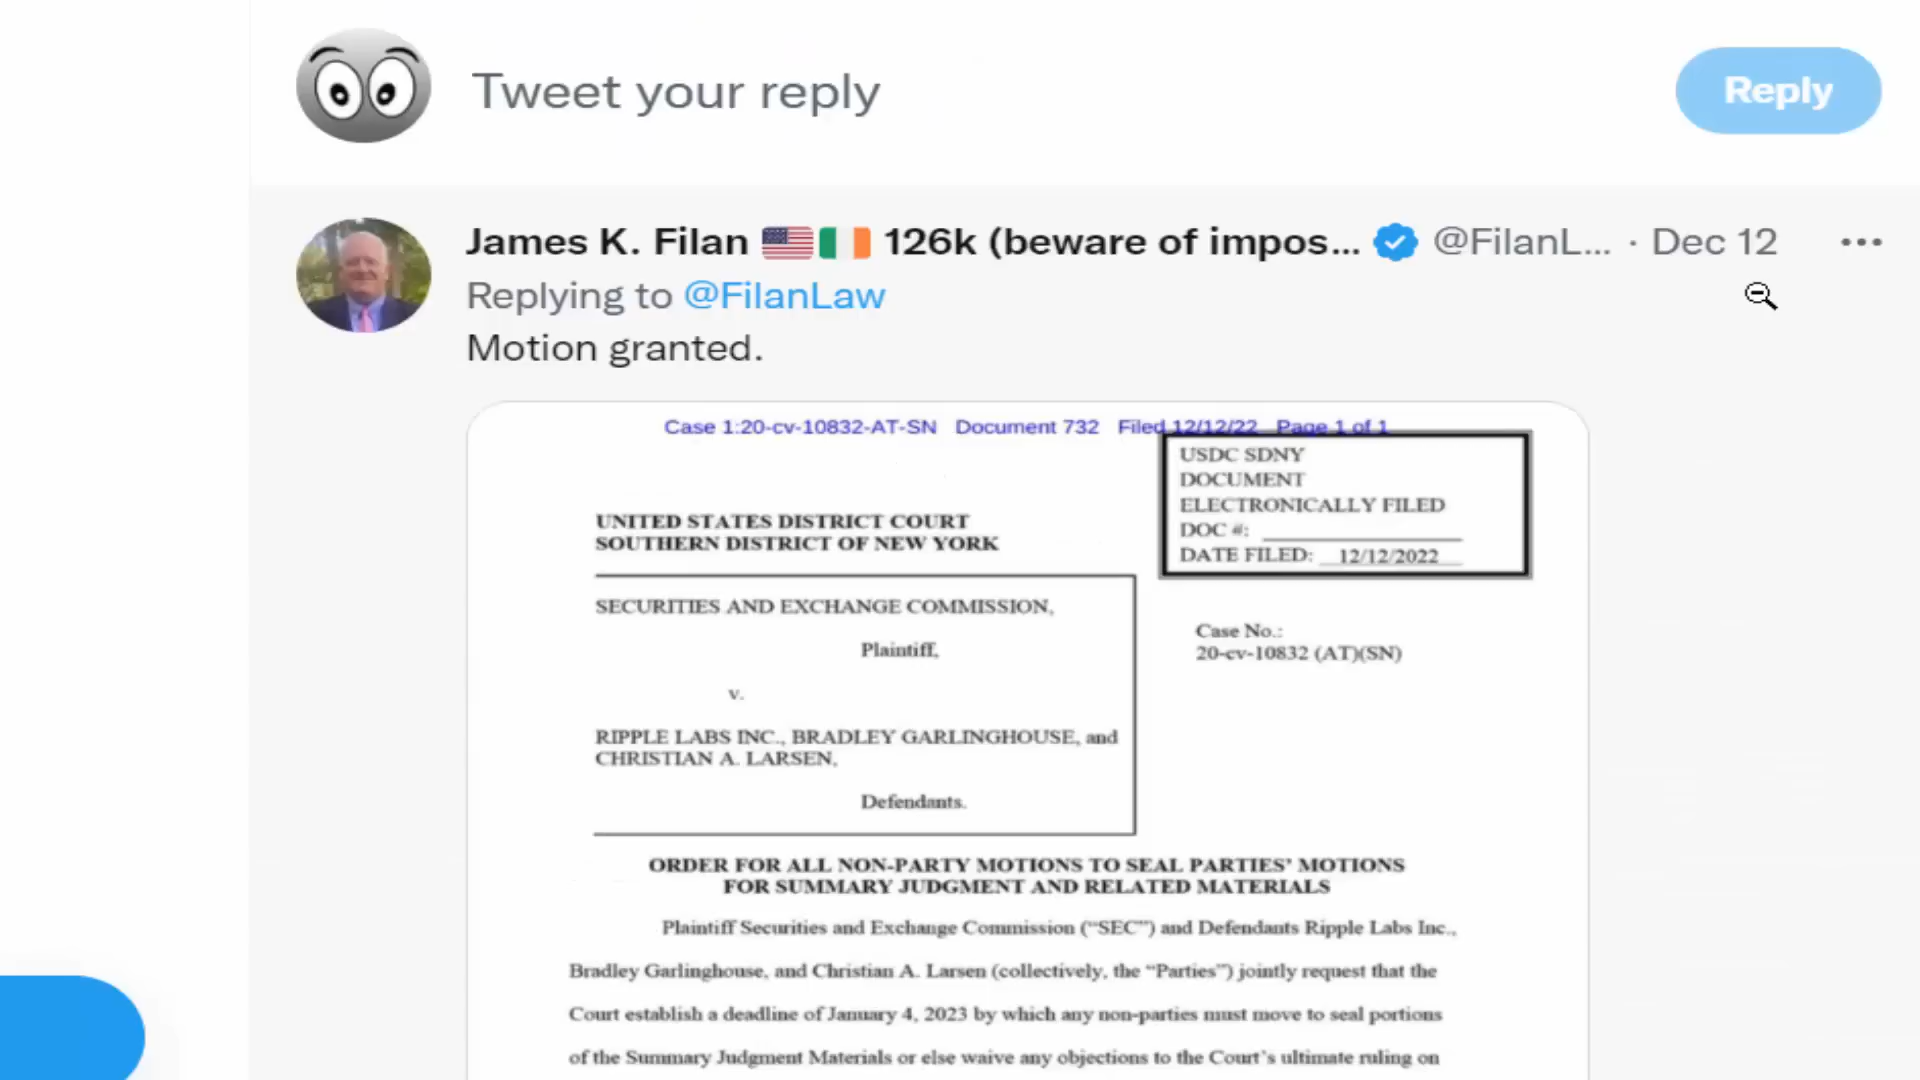 Tweet your reply
Reply
James K. Filan 🇺🇸🇮🇪 126k (beware of impos... @FilanL... · Dec 12
Replying to @FilanLaw
Motion granted.
Case 1:20-cv-10832-AT-SN Document 732 Filed 12/12/22 Page 1 of 1
USDC SDNY
DOCUMENT
ELECTRONICALLY FILED
DOC #:
DATE FILED: 12/12/2022
UNITED STATES DISTRICT COURT
SOUTHERN DISTRICT OF NEW YORK
SECURITIES AND EXCHANGE COMMISSION,
Plaintiff,
v.
RIPPLE LABS INC., BRADLEY GARLINGHOUSE, and
CHRISTIAN A. LARSEN,
Defendants.
Case No.:
20-cv-10832 (AT)(SN)
ORDER FOR ALL NON-PARTY MOTIONS TO SEAL PARTIES’ MOTIONS
FOR SUMMARY JUDGMENT AND RELATED MATERIALS
Plaintiff Securities and Exchange Commission (“SEC”) and Defendants Ripple Labs Inc.,
Bradley Garlinghouse, and Christian A. Larsen (collectively, the “Parties”) jointly request that the
Court establish a deadline of January 4, 2023 by which any non-parties must move to seal portions
of the Summary Judgment Materials or else waive any objections to the Court’s ultimate ruling on